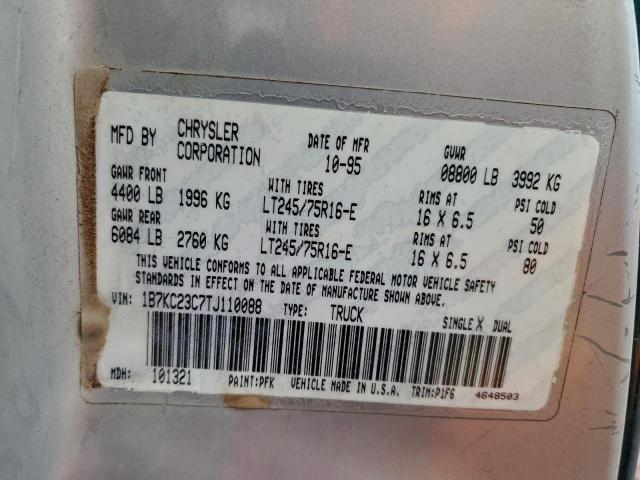 MFD BY CHRYSLER CORPORATION DATE OF MFR 10-95 GVWR 08800 LB 3992 KG
GAWR FRONT WITH TIRES RIMS AT PSI COLD
4400 LB 1996 KG LT245/75R16-E 16 X 6.5 50
GAWR REAR WITH TIRES RIMS AT PSI COLD
6084 LB 2760 KG LT245/75R16-E 16 X 6.5 80
THIS VEHICLE CONFORMS TO ALL APPLICABLE FEDERAL MOTOR VEHICLE SAFETY
STANDARDS IN EFFECT ON THE DATE OF MANUFACTURE SHOWN ABOVE.
VIN: 1B7KC23C7TJ110088 TYPE: TRUCK SINGLE X DUAL
MDH: 101321 PAINT:PFK VEHICLE MADE IN U.S.A. TRIM:P1F6 4648503